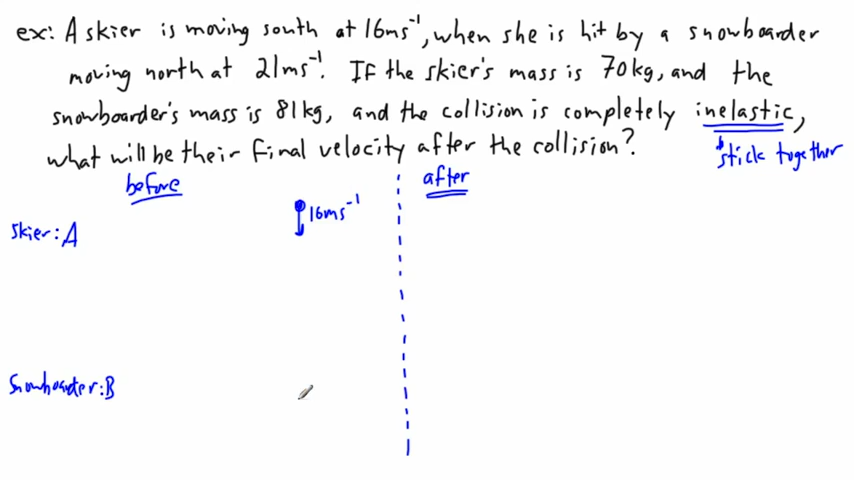 ex: A skier is moving south at 16ms⁻¹, when she is hit by a snowboarder
moving north at 21ms⁻¹. If the skier's mass is 70kg, and the
snowboarder's mass is 81kg, and the collision is completely inelastic,
what will be their final velocity after the collision?
stick together
before
after
16ms⁻¹
Skier: A
Snowboarder: B